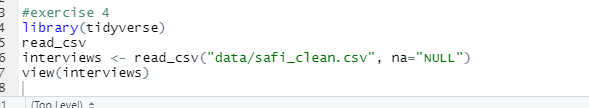 3 #exercise 4
4 library(tidyverse)
5 read_csv
6 interviews <- read_csv("data/safi_clean.csv", na="NULL")
7 view(interviews)
8
(Top Level)